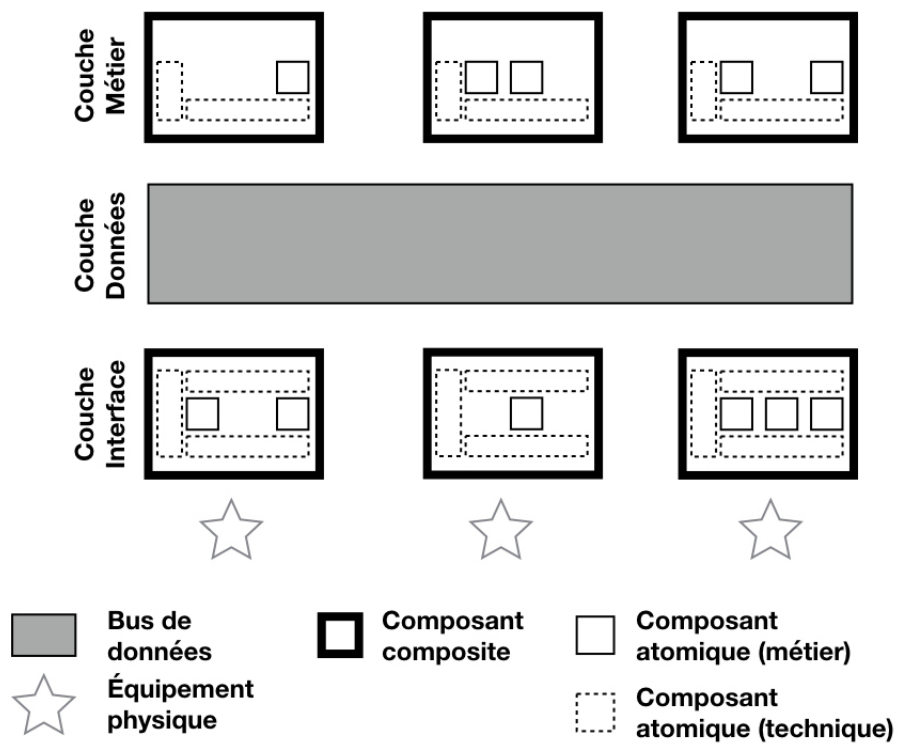 Couche
Métier
Couche
Données
Couche
Interface
Bus de
données
Composant
composite
Composant
atomique (métier)
Équipement
physique
Composant
atomique (technique)